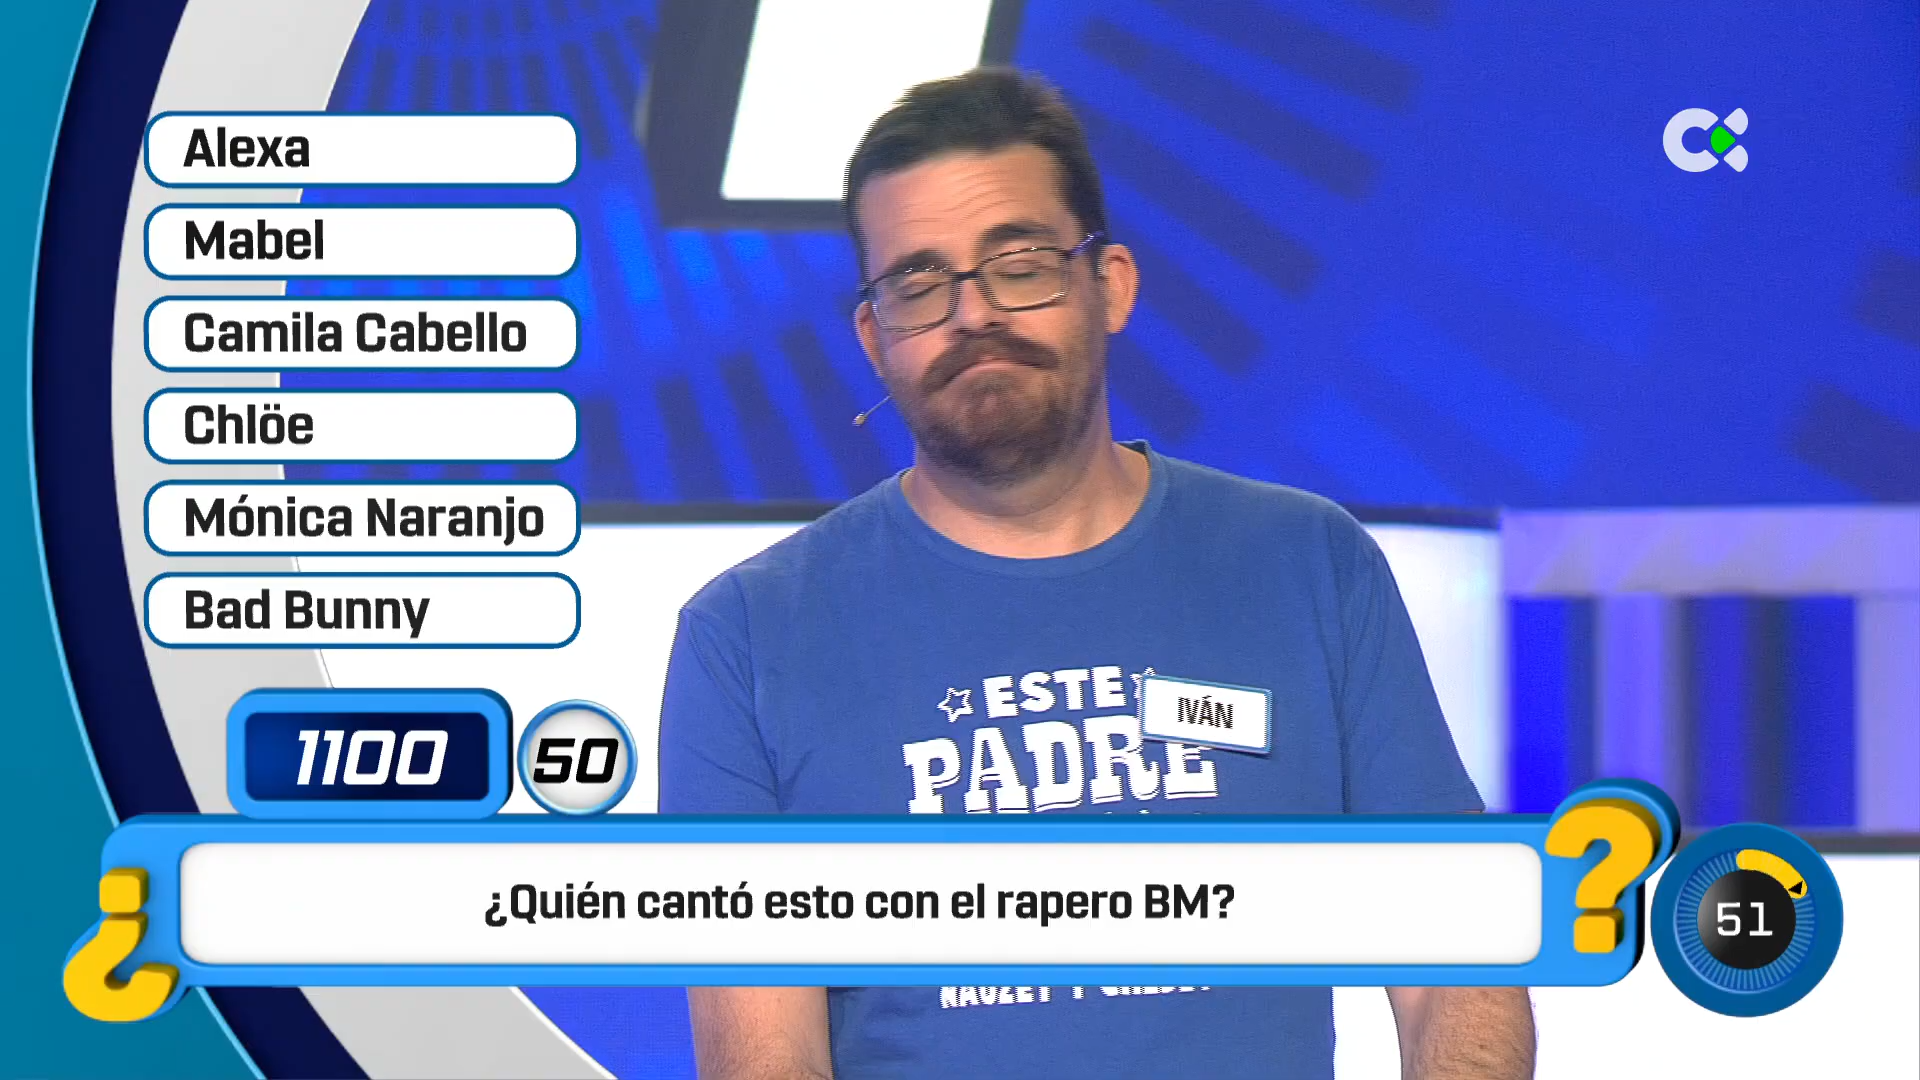 Alexa
Mabel
Camila Cabello
Chlöe
Mónica Naranjo
Bad Bunny
ESTE
IVÁN
PADRE
1100
50
¿Quién cantó esto con el rapero BM?
51